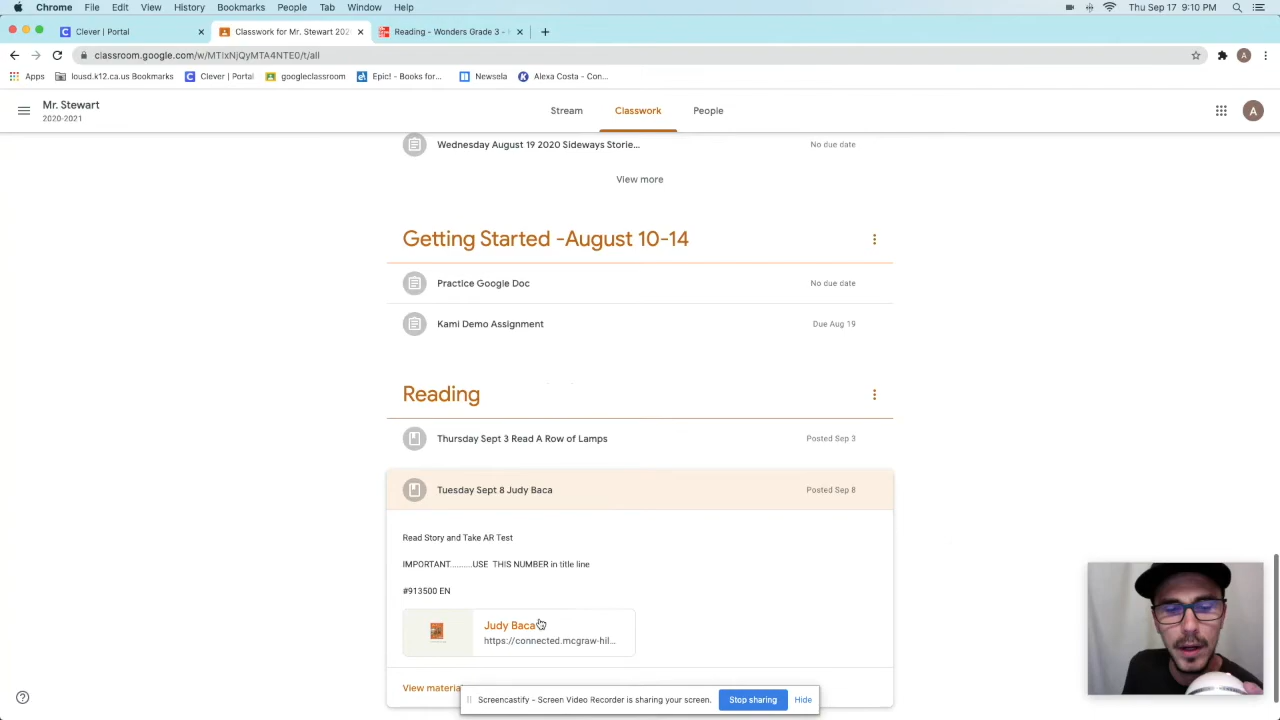 Chrome File Edit View History Bookmarks People Tab Window Help Thu Sep 17 9:10 PM
Clever | Portal Classwork for Mr. Stewart 202 Reading - Wonders Grade 3 -
classroom.google.com/w/MTIxNjQyMTA4NTE0/t/all A
Apps lousd.k12.ca.us Bookmarks Clever | Portal googleclassroom Epic! - Books for... Newsela Alexa Costa - Con...
Mr. Stewart
2020-2021
Stream Classwork People
A
Wednesday August 19 2020 Sideways Storie... No due date
View more
Getting Started -August 10-14
Practice Google Doc No due date
Kami Demo Assignment Due Aug 19
Reading
Thursday Sept 3 Read A Row of Lamps Posted Sep 3
Tuesday Sept 8 Judy Baca Posted Sep 8
Read Story and Take AR Test
IMPORTANT..........USE THIS NUMBER in title line
#913500 EN
Judy Baca
https://connected.mcgraw-hil...
View materia
Screencastify - Screen Video Recorder is sharing your screen. Stop sharing Hide